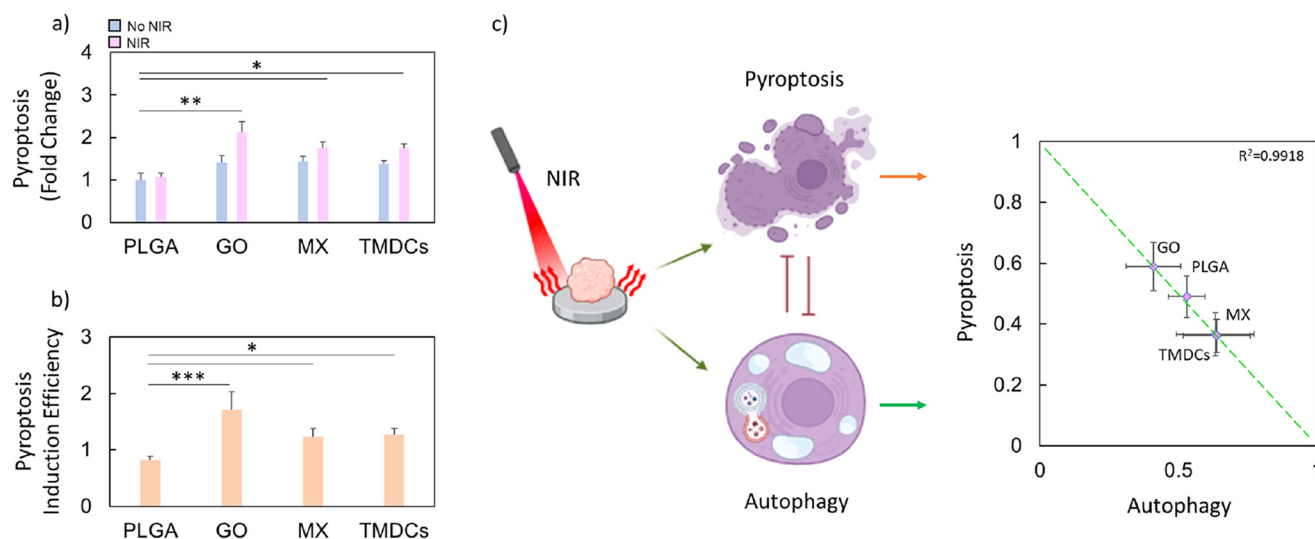 a)
No NIR
NIR
Pyroptosis
(Fold Change)
4
3
2
1
0
*
**
PLGA GO MX TMDCs
b)
Pyroptosis
Induction Efficiency
3
2
1
0
*
***
PLGA GO MX TMDCs
c)
NIR
Pyroptosis
Autophagy
Pyroptosis
1
0.8
0.6
0.4
0.2
0
R²=0.9918
GO
PLGA
MX
TMDCs
0 0.5 1
Autophagy